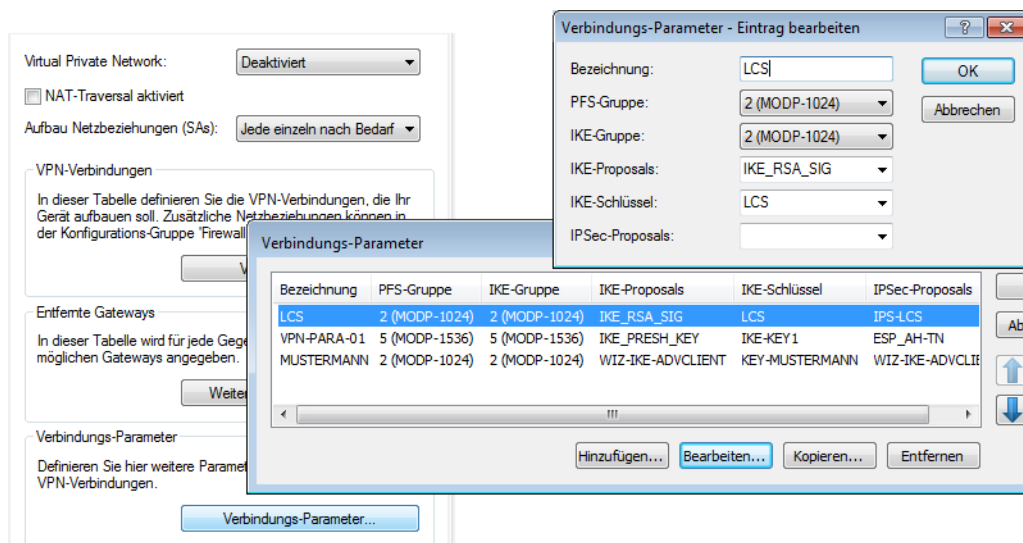 Verbindungs-Parameter - Eintrag bearbeiten
Bezeichnung: LCS
OK
PFS-Gruppe: 2 (MODP-1024)
Abbrechen
IKE-Gruppe: 2 (MODP-1024)
IKE-Proposals: IKE_RSA_SIG
IKE-Schlüssel: LCS
IPSec-Proposals:
Virtual Private Network: Deaktiviert
NAT-Traversal aktiviert
Aufbau Netzbeziehungen (SAs): Jede einzeln nach Bedarf
VPN-Verbindungen
In dieser Tabelle definieren Sie die VPN-Verbindungen, die Ihr
Gerät aufbauen soll. Zusätzliche Netzbeziehungen können in
der Konfigurations-Gruppe 'Firewall
Entfernte Gateways
In dieser Tabelle wird für jede Gege
möglichen Gateways angegeben.
Weiter
Verbindungs-Parameter
Definieren Sie hier weitere Paramet
VPN-Verbindungen.
Verbindungs-Parameter...
Verbindungs-Parameter
Bezeichnung PFS-Gruppe IKE-Gruppe IKE-Proposals IKE-Schlüssel IPSec-Proposals
LCS 2 (MODP-1024) 2 (MODP-1024) IKE_RSA_SIG LCS IPS-LCS
VPN-PARA-01 5 (MODP-1536) 5 (MODP-1536) IKE_PRESH_KEY IKE-KEY1 ESP_AH-TN
MUSTERMANN 2 (MODP-1024) 2 (MODP-1024) WIZ-IKE-ADVCLIENT KEY-MUSTERMANN WIZ-IKE-ADVCLIE
Ab
Hinzufügen... Bearbeiten... Kopieren... Entfernen